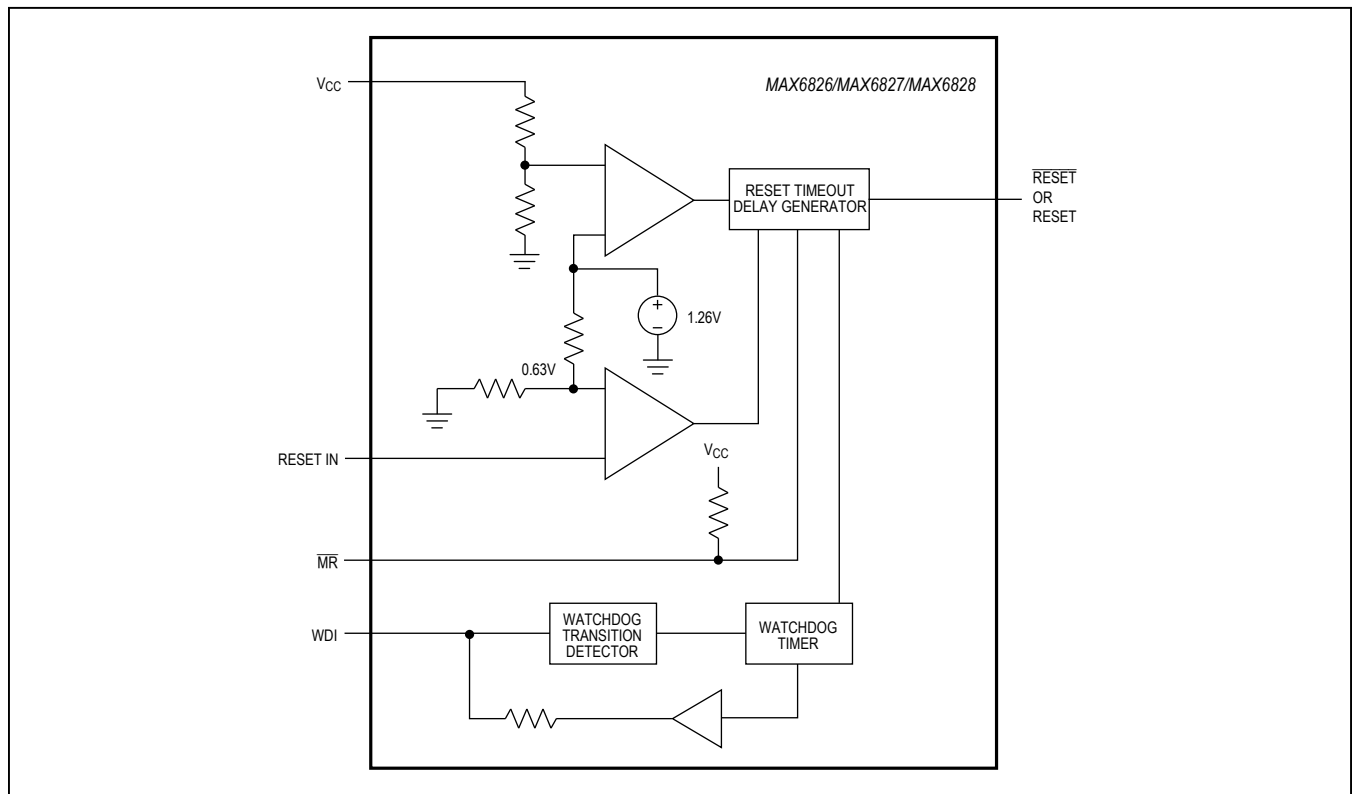 MAX6826/MAX6827/MAX6828
VCC
RESET TIMEOUT
DELAY GENERATOR
RESET
OR
RESET
+
−
1.26V
0.63V
RESET IN
VCC
MR
WDI
WATCHDOG
TRANSITION
DETECTOR
WATCHDOG
TIMER